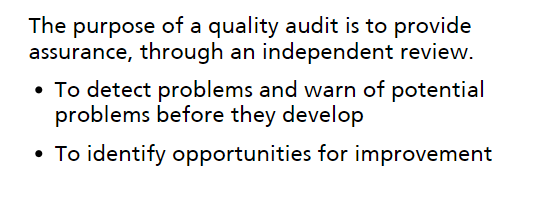 The purpose of a quality audit is to provide
assurance, through an independent review.
• To detect problems and warn of potential
problems before they develop
• To identify opportunities for improvement